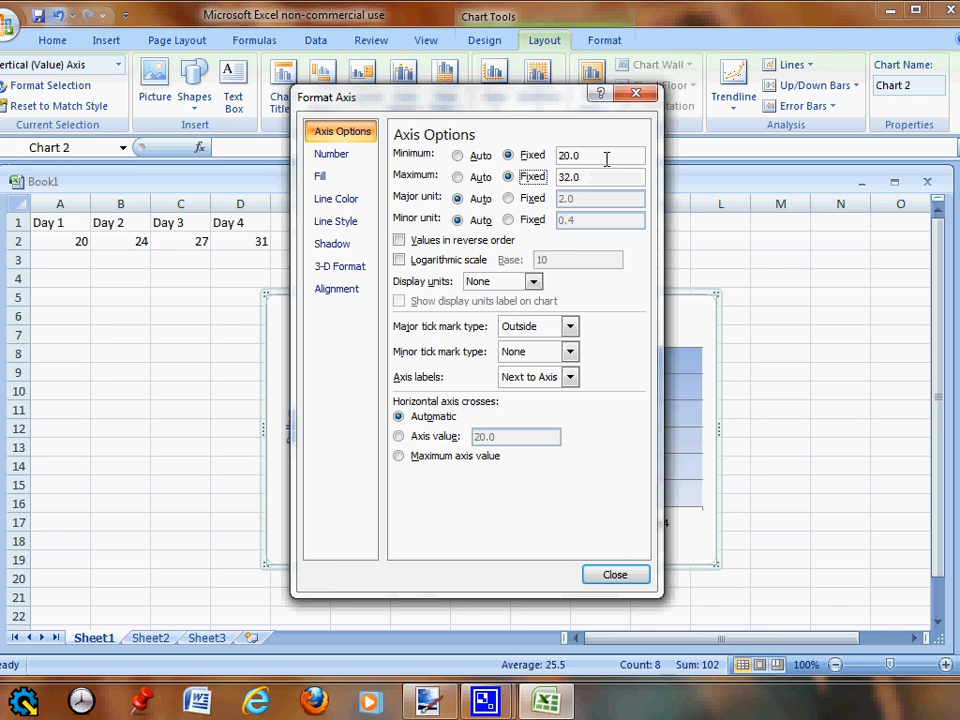 Microsoft Excel non-commercial use
Chart Tools
Home Insert Page Layout Formulas Data Review View Design Layout Format
ertical (Value) Axis
Format Selection
Reset to Match Style
Current Selection
Picture Shapes Text Box
Insert
Cha
Title
Chart Wall
Floor
tation
Trendline
Lines
Up/Down Bars
Error Bars
Analysis
Chart Name:
Chart 2
Properties
Chart 2
fx
Book1
A B C D L M N O
1 Day 1 Day 2 Day 3 Day 4
2 20 24 27 31
3
4
5
6
7
8
9
10
11
12
13
14
15
16
17
18
19
20
21
22
4
Format Axis
?
Axis Options
Number
Fill
Line Color
Line Style
Shadow
3-D Format
Alignment
Axis Options
Minimum: Auto Fixed 20.0
Maximum: Auto Fixed 32.0
Major unit: Auto Fixed 2.0
Minor unit: Auto Fixed 0.4
Values in reverse order
Logarithmic scale Base: 10
Display units: None
Show display units label on chart
Major tick mark type: Outside
Minor tick mark type: None
Axis labels: Next to Axis
Horizontal axis crosses:
Automatic
Axis value: 20.0
Maximum axis value
Close
Sheet1 Sheet2 Sheet3
eady Average: 25.5 Count: 8 Sum: 102 100%